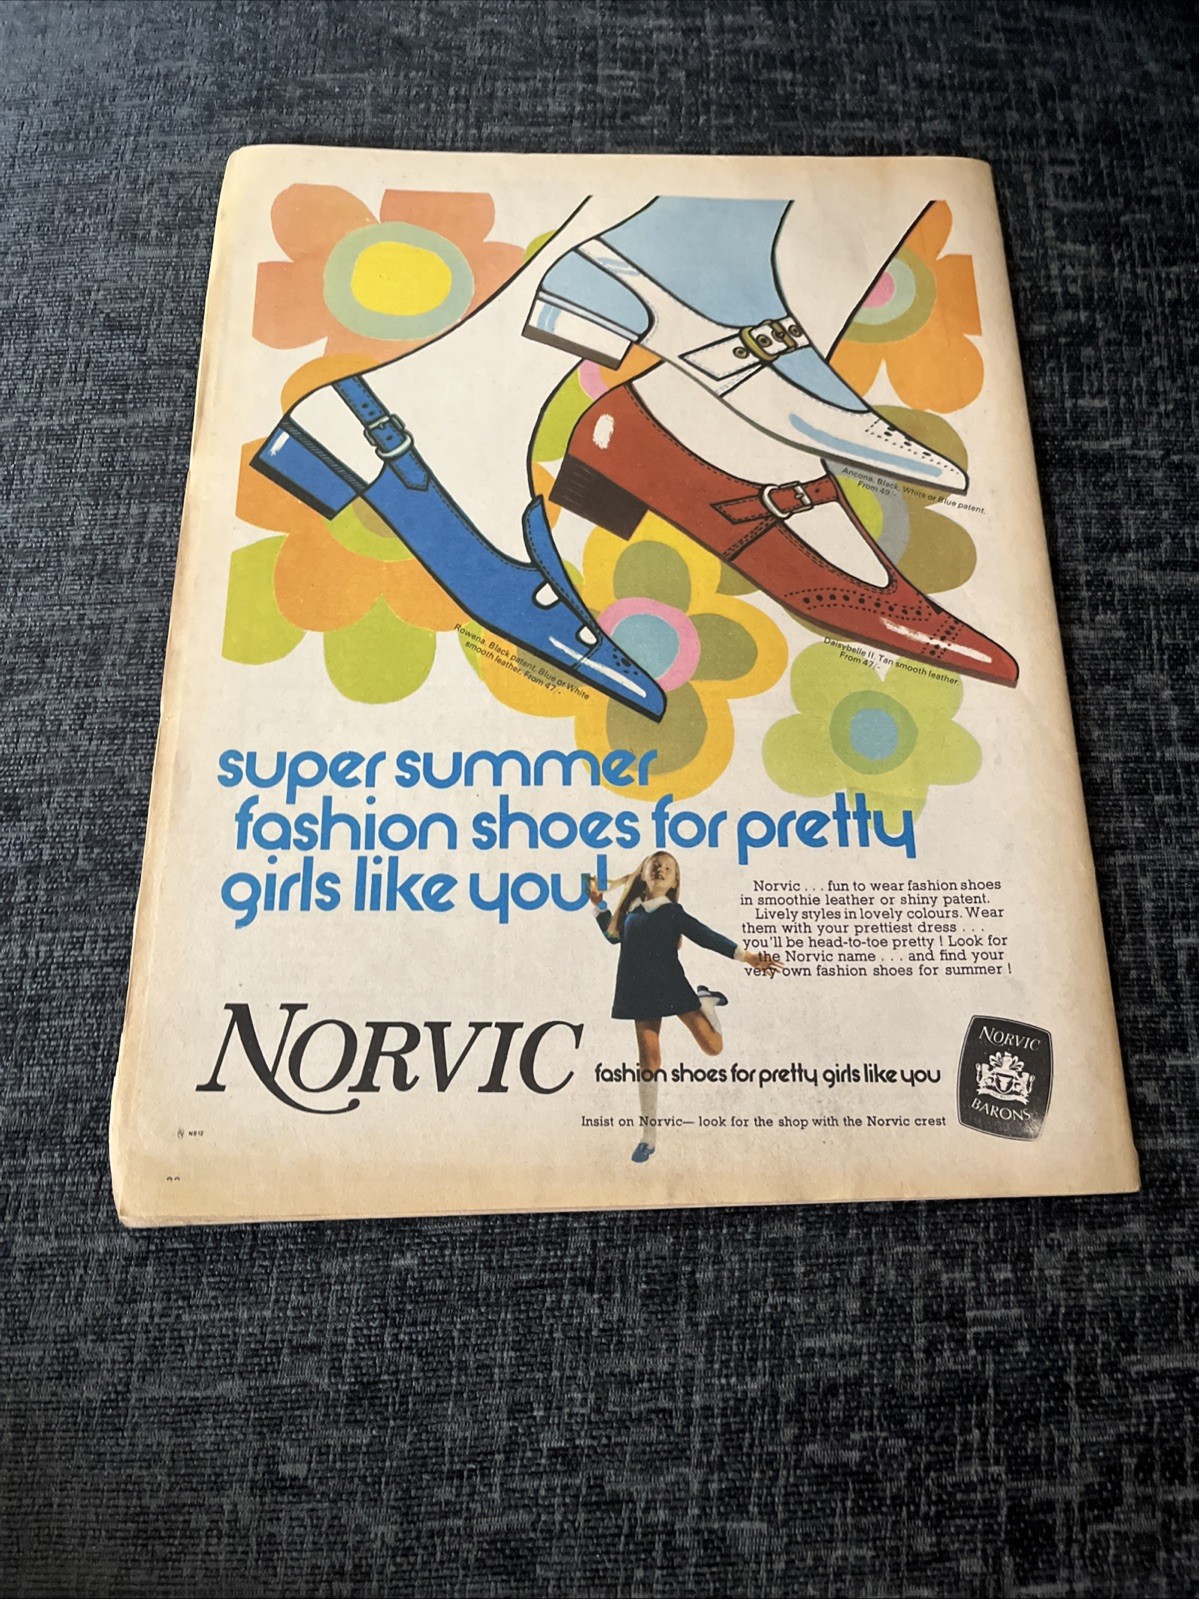 Ancona. Black, White or Blue patent.
From 49'-
Rowena. Black patent. Blue or White
smooth leather. From 47/-
Daisybelle II. Tan smooth leather.
From 47/-
super summer
fashion shoes for pretty
girls like you!
Norvic . . . fun to wear fashion shoes
in smoothie leather or shiny patent.
Lively styles in lovely colours. Wear
them with your prettiest dress . . .
you'll be head-to-toe pretty ! Look for
the Norvic name . . . and find your
very own fashion shoes for summer !
NORVIC
fashion shoes for pretty girls like you
Insist on Norvic— look for the shop with the Norvic crest
NORVIC
BARONS